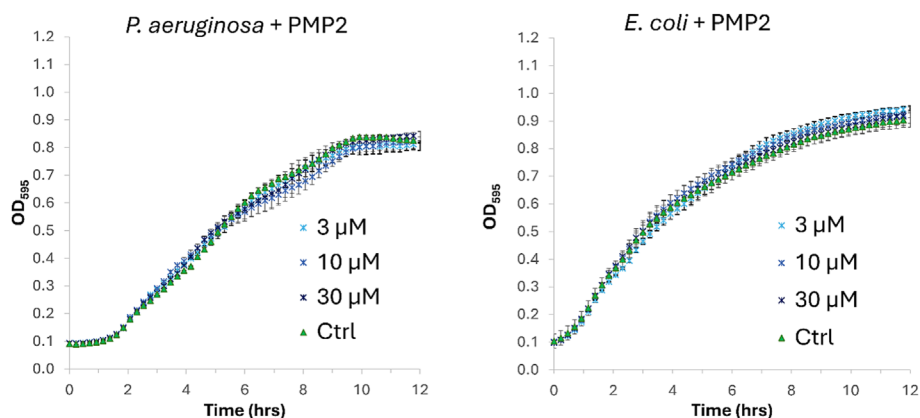 P. aeruginosa + PMP2
1.2
1.1
1.0
0.9
0.8
0.7
0.6
0.5
0.4
0.3
0.2
0.1
0.0
OD595
0 2 4 6 8 10 12
Time (hrs)
3 µM
10 µM
30 µM
Ctrl
E. coli + PMP2
1.2
1.1
1.0
0.9
0.8
0.7
0.6
0.5
0.4
0.3
0.2
0.1
0.0
OD595
0 2 4 6 8 10 12
Time (hrs)
3 µM
10 µM
30 µM
Ctrl